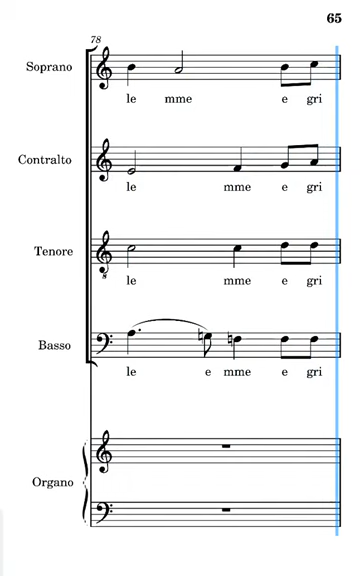 65
78
Soprano
le mme e gri
Contralto
le mme e gri
Tenore
8
le mme e gri
Basso
le e mme e gri
Organo